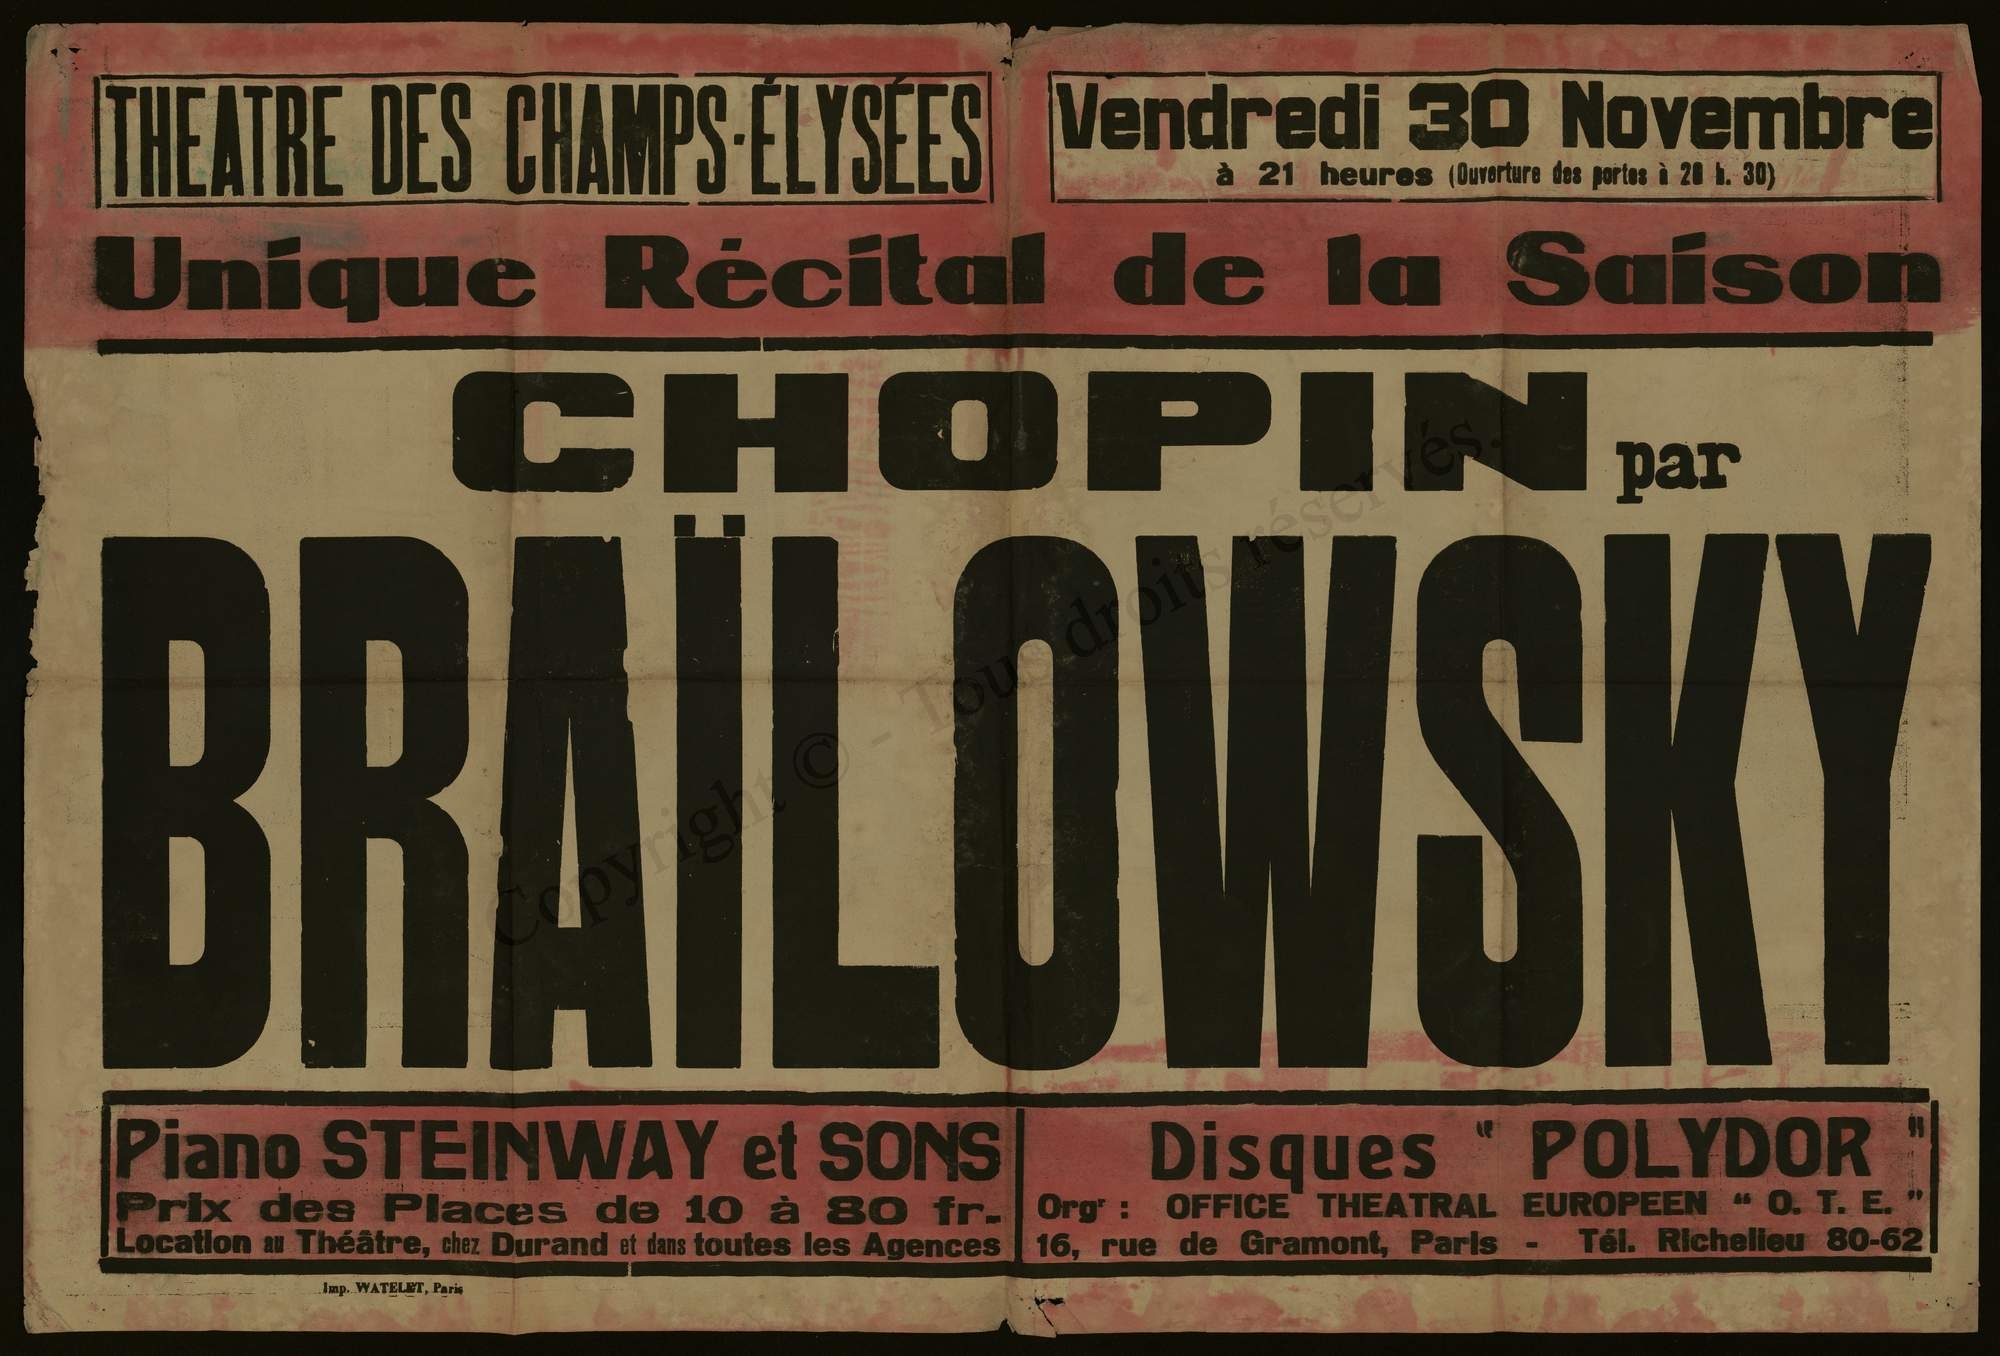 THEATRE DES CHAMPS-ÉLYSÉES
Vendredi 30 Novembre
à 21 heures (Ouverture des portes à 20 h. 30)
Unique Récital de la Saison
CHOPIN par
BRAÏLOWSKY
Piano STEINWAY et SONS
Prix des Places de 10 à 80 fr.
Location au Théâtre, chez Durand et dans toutes les Agences
Disques " POLYDOR "
Orgr : OFFICE THEATRAL EUROPEEN " O. T. E. "
16, rue de Gramont, Paris - Tél. Richelieu 80-62
Imp. WATELET, Paris
Copyright © - Tous droits réservés.